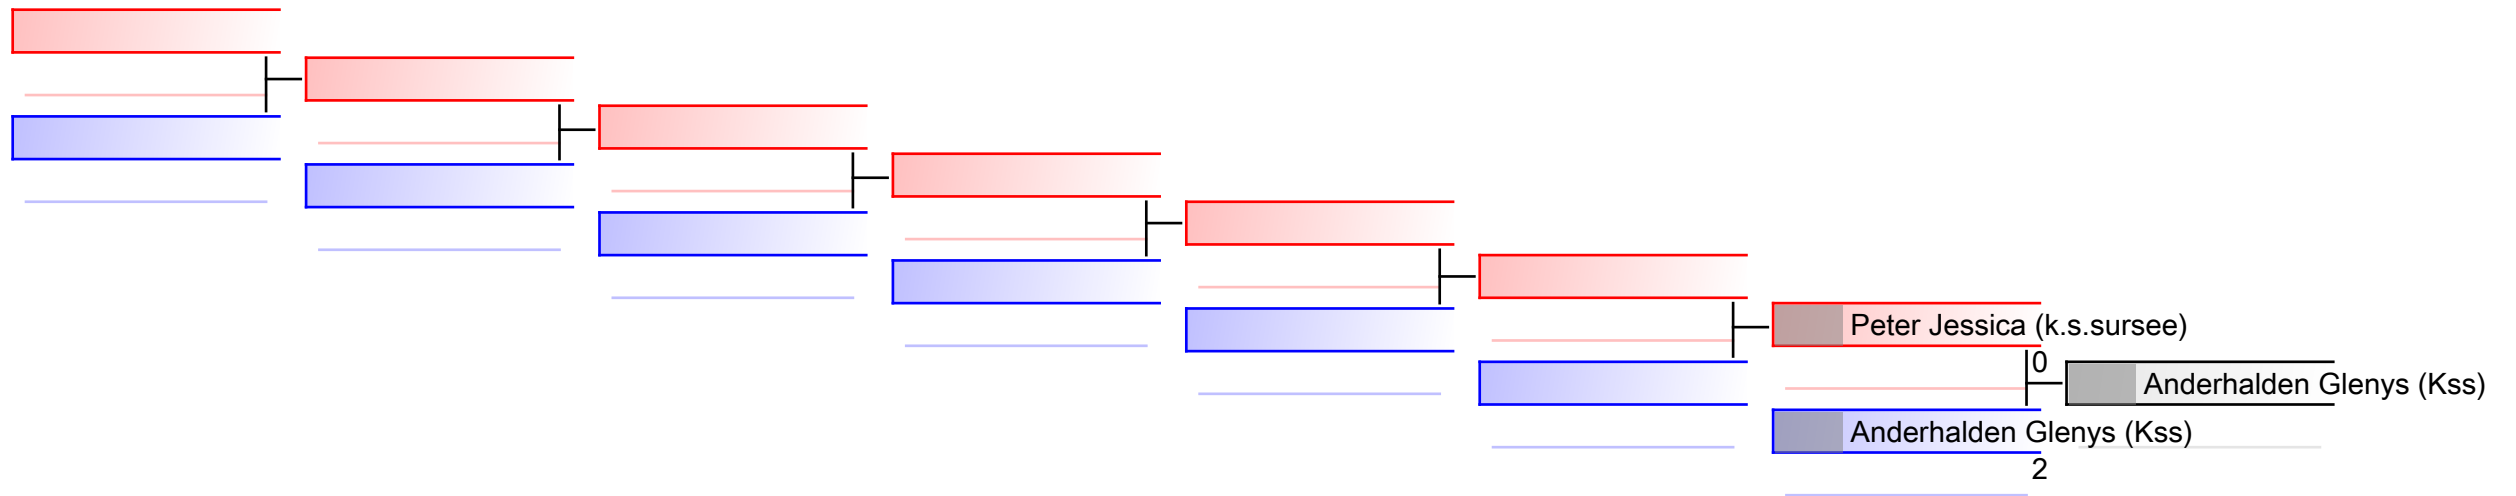 Peter Jessica (k.s.sursee)
0
Anderhalden Glenys (Kss)
Anderhalden Glenys (Kss)
2